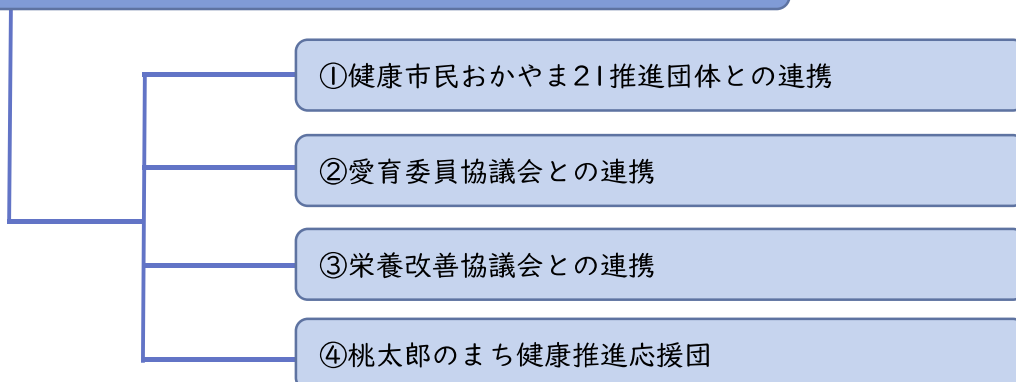 ①健康市民おかやま21推進団体との連携
②愛育委員協議会との連携
③栄養改善協議会との連携
④桃太郎のまち健康推進応援団